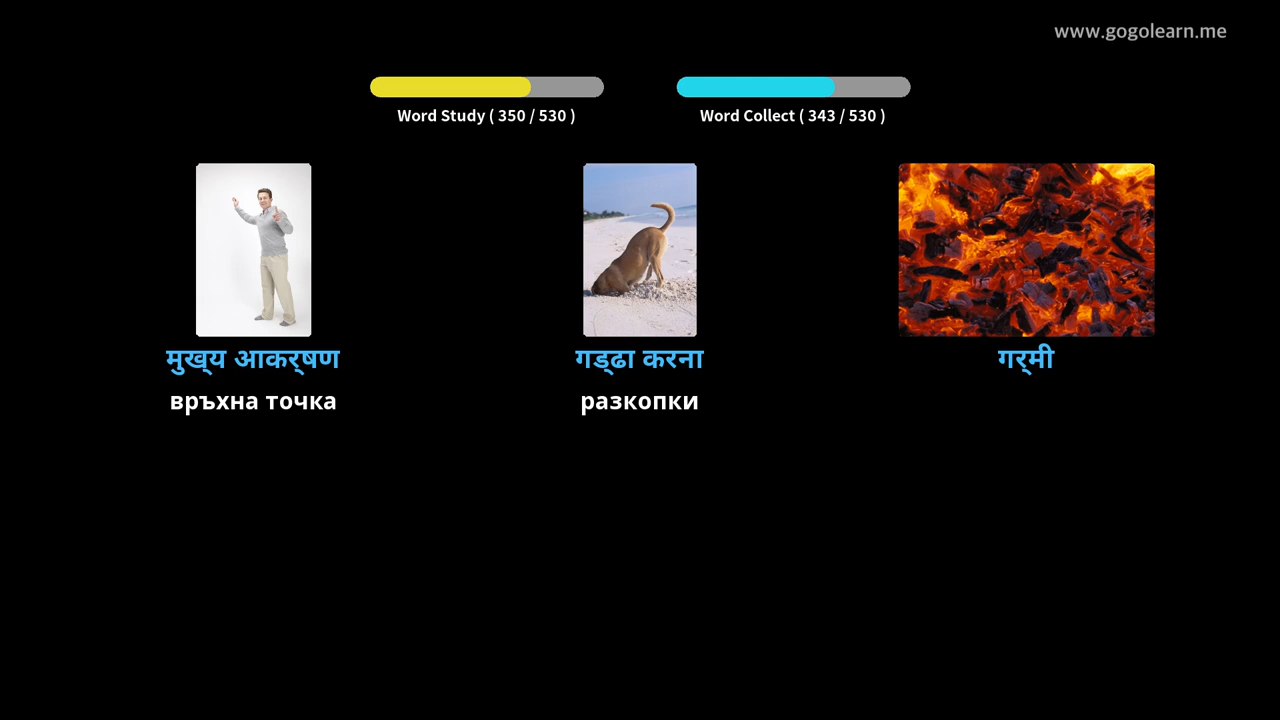 www.gogolearn.me
Word Study ( 350 / 530 )
Word Collect ( 343 / 530 )
मुख्‌य आकर्‌षण
връхна точка
गड्‌ढा करना
разкопки
गर्‌मी